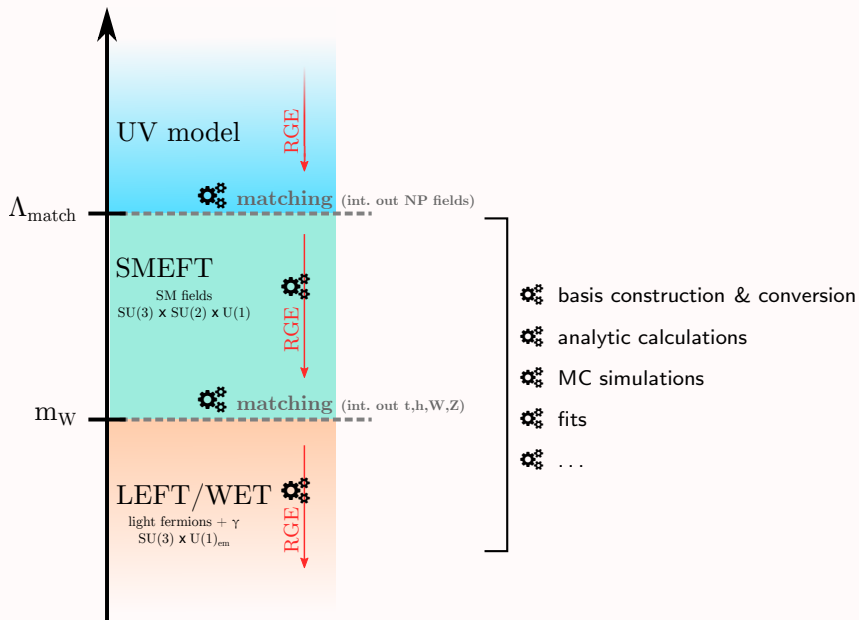 UV model
RGE
matching (int. out NP fields)
Λmatch
SMEFT
SM fields
SU(3) x SU(2) x U(1)
RGE
matching (int. out t,h,W,Z)
mW
LEFT/WET
light fermions + γ
SU(3) x U(1)em
RGE
basis construction & conversion
analytic calculations
MC simulations
fits
...